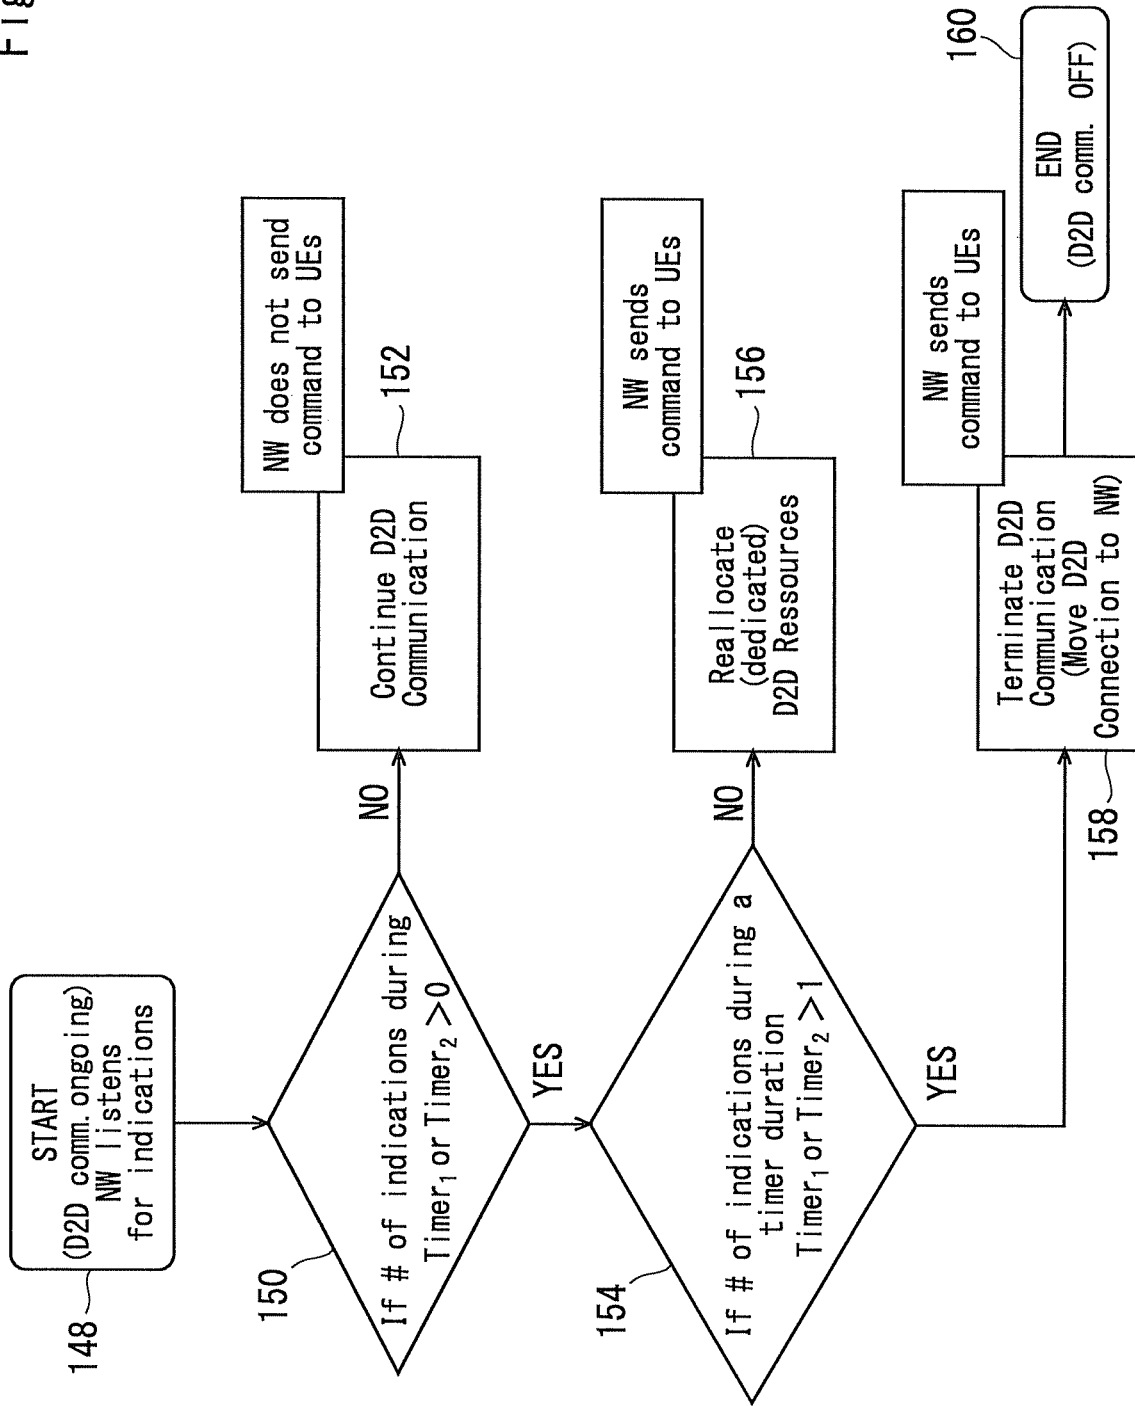 Fig
START
(D2D comm. ongoing)
NW listens
for indications
148
150
If # of indications during
Timer₁ or Timer₂ >0
NO
Continue D2D
Communication
152
NW does not send
command to UEs
YES
154
If # of indications during a
timer duration
Timer₁ or Timer₂ >1
NO
Reallocate
(dedicated)
D2D Ressources
156
NW sends
command to UEs
YES
158
Terminate D2D
Communication
(Move D2D
Connection to NW)
NW sends
command to UEs
END
(D2D comm. OFF)
160